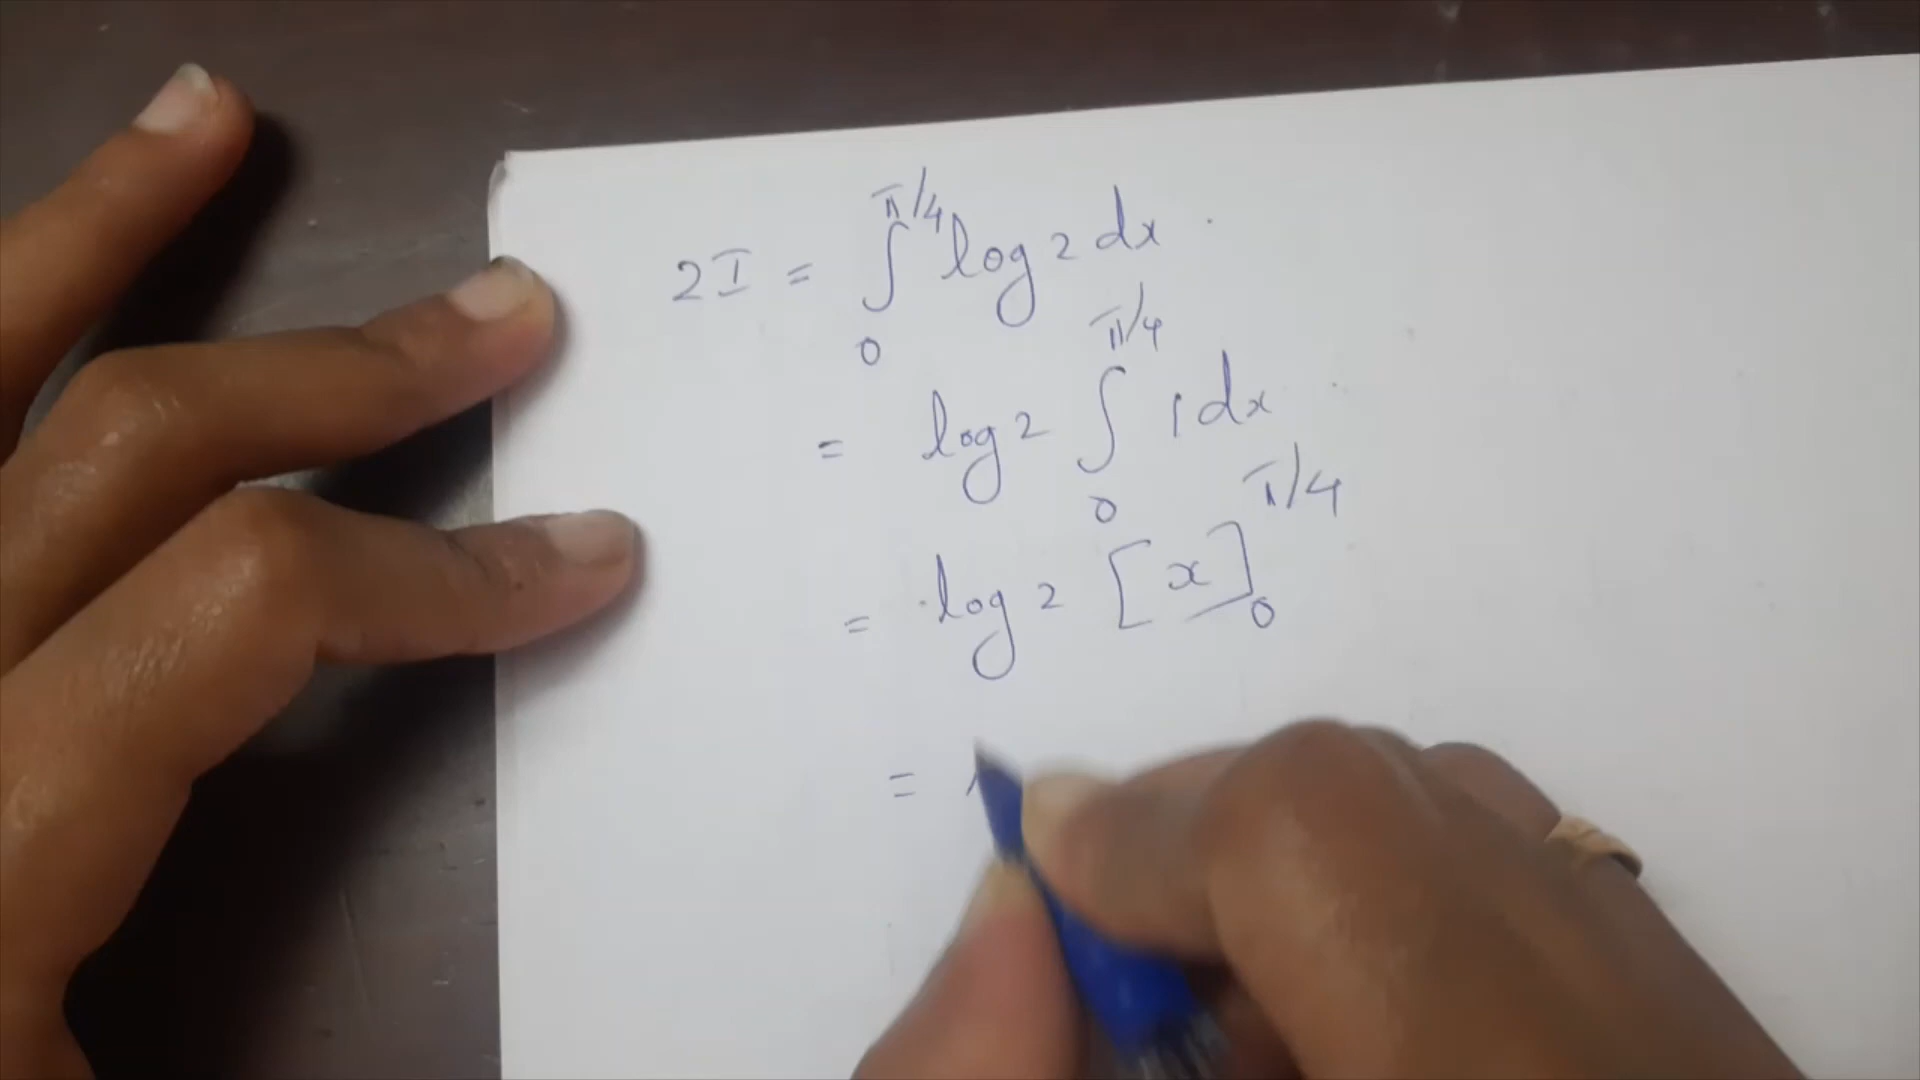 2I = ∫₀^{π/4} log 2 dx
= log 2 ∫₀^{π/4} 1 dx
= log 2 [x]₀^{π/4}
=